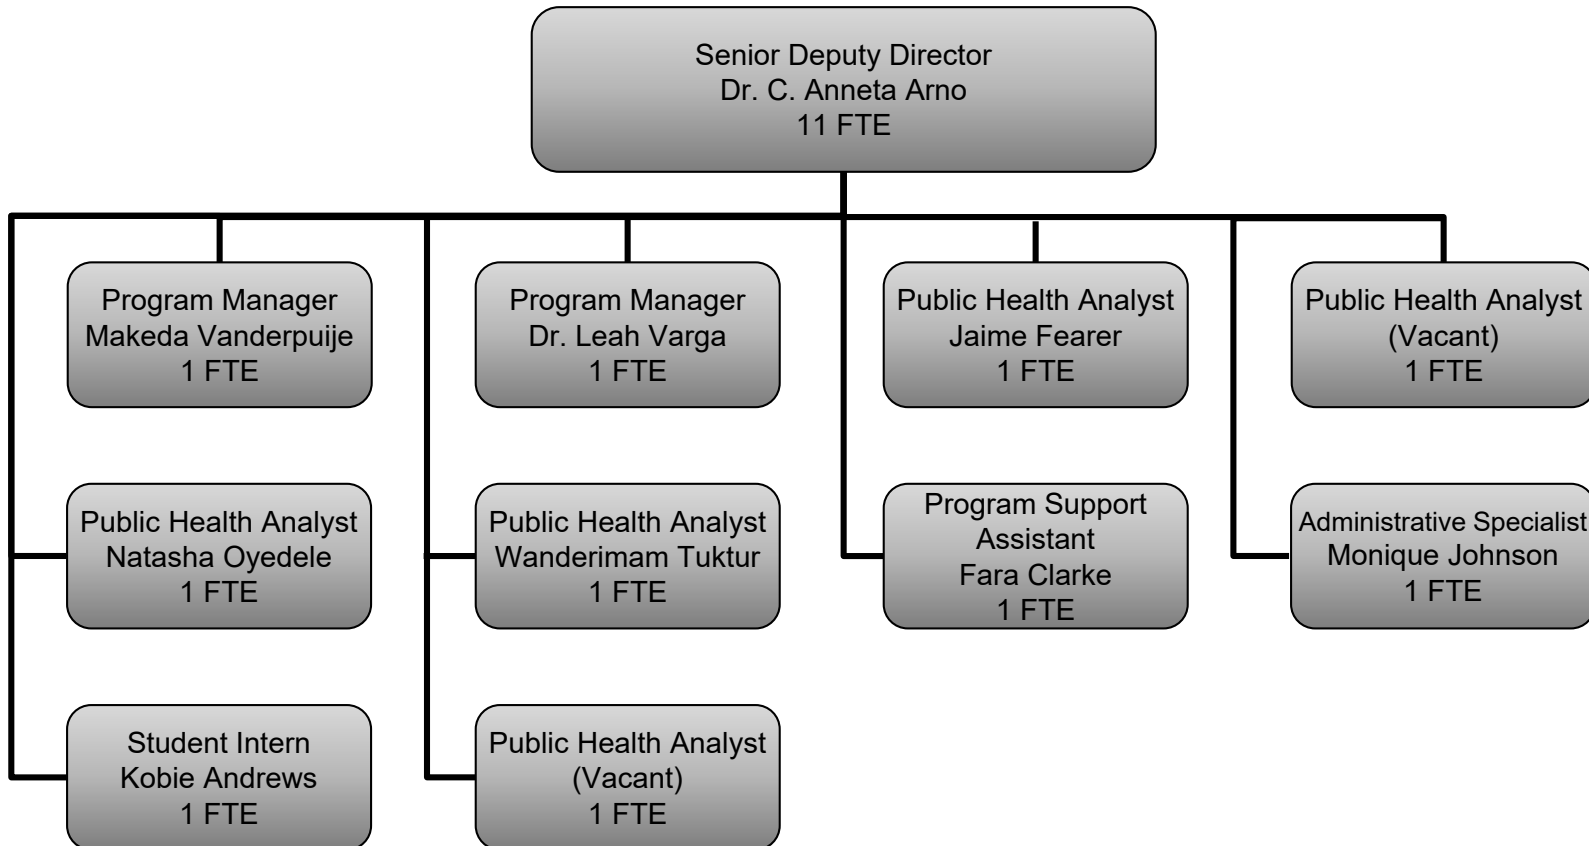 Senior Deputy Director
Dr. C. Anneta Arno
11 FTE
Program Manager
Makeda Vanderpuije
1 FTE
Program Manager
Dr. Leah Varga
1 FTE
Public Health Analyst
Jaime Fearer
1 FTE
Public Health Analyst
(Vacant)
1 FTE
Public Health Analyst
Natasha Oyedele
1 FTE
Public Health Analyst
Wanderimam Tuktur
1 FTE
Program Support
Assistant
Fara Clarke
1 FTE
Administrative Specialist
Monique Johnson
1 FTE
Student Intern
Kobie Andrews
1 FTE
Public Health Analyst
(Vacant)
1 FTE